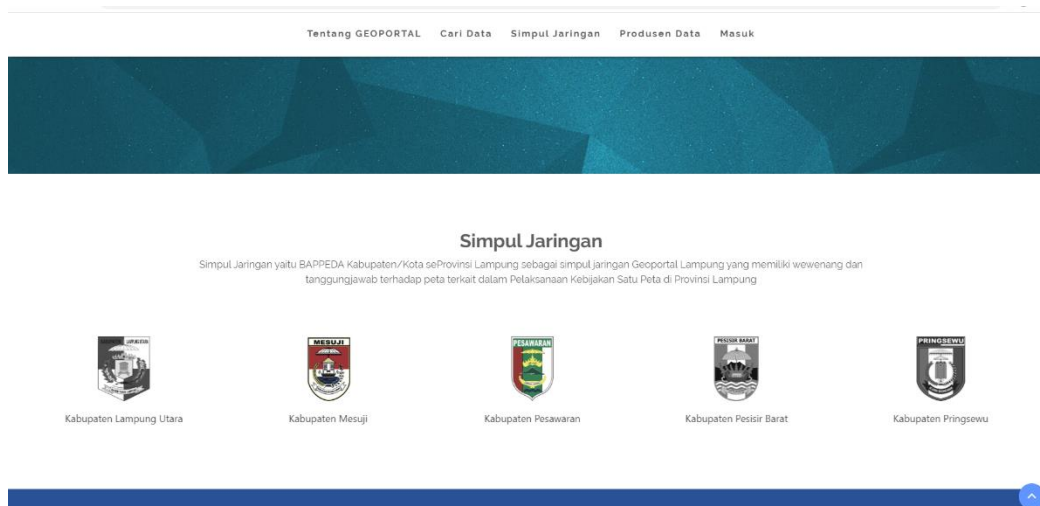 Tentang GEOPORTAL Cari Data Simpul Jaringan Produsen Data Masuk
Simpul Jaringan
Simpul Jaringan yaitu BAPPEDA Kabupaten/Kota seProvinsi Lampung sebagai simpul jaringan Geoportal Lampung yang memiliki wewenang dan
tanggungjawab terhadap peta terkait dalam Pelaksanaan Kebijakan Satu Peta di Provinsi Lampung
MESUJI PESAWARAN PESISIR BARAT PRINGSEWU
Kabupaten Lampung Utara Kabupaten Mesuji Kabupaten Pesawaran Kabupaten Pesisir Barat Kabupaten Pringsewu